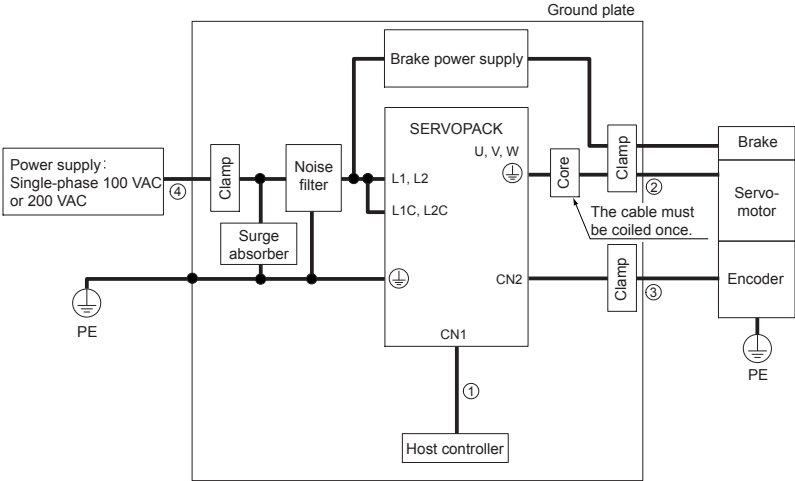 Ground plate
Brake power supply
SERVOPACK
U, V, W
Power supply:
Single-phase 100 VAC
or 200 VAC
④
Clamp
Noise
filter
L1, L2
L1C, L2C
Surge
absorber
Core
Clamp
②
The cable must
be coiled once.
Brake
Servo-
motor
CN2
Clamp
③
Encoder
PE
PE
CN1
①
Host controller